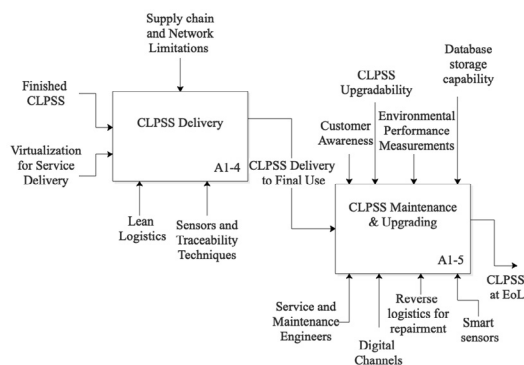 Supply chain
and Network
Limitations
Finished
CLPSS
Virtualization
for Service
Delivery
CLPSS Delivery
A1-4
Lean
Logistics
Sensors and
Traceability
Techniques
CLPSS Delivery
to Final Use
Customer
Awareness
CLPSS
Upgradability
Environmental
Performance
Measurements
Database
storage
capability
CLPSS Maintenance
& Upgrading
A1-5
Service and
Maintenance
Engineers
Digital
Channels
Reverse
logistics for
repairment
Smart
sensors
CLPSS
at EoL